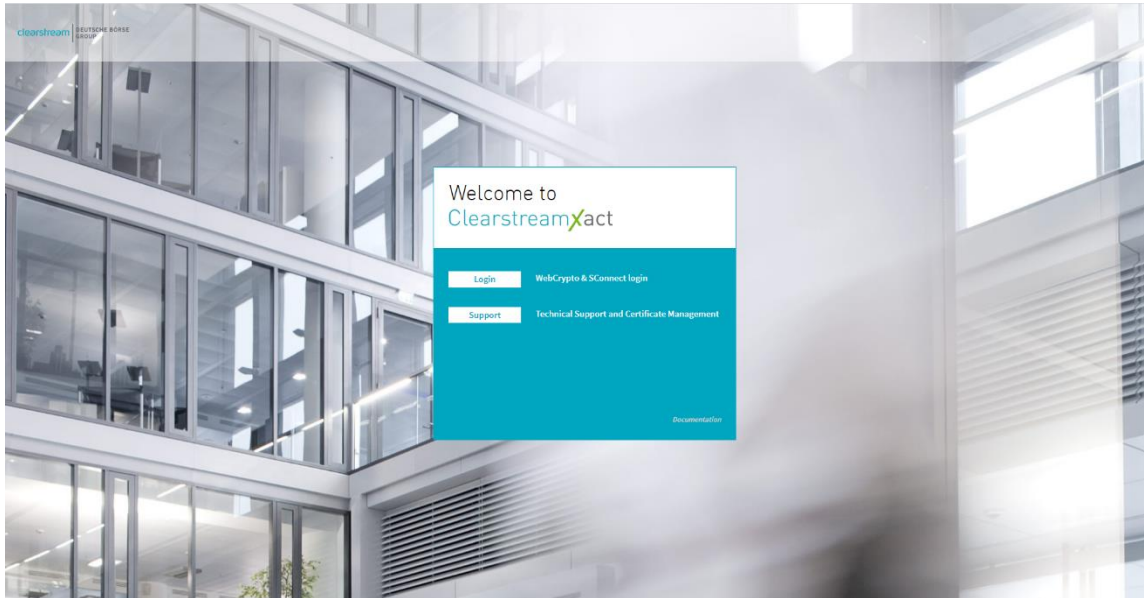 clearstream
DEUTSCHE BÖRSE
GROUP
Welcome to
ClearstreamXact
Login
WebCrypto & SConnect login
Support
Technical Support and Certificate Management
Documentation